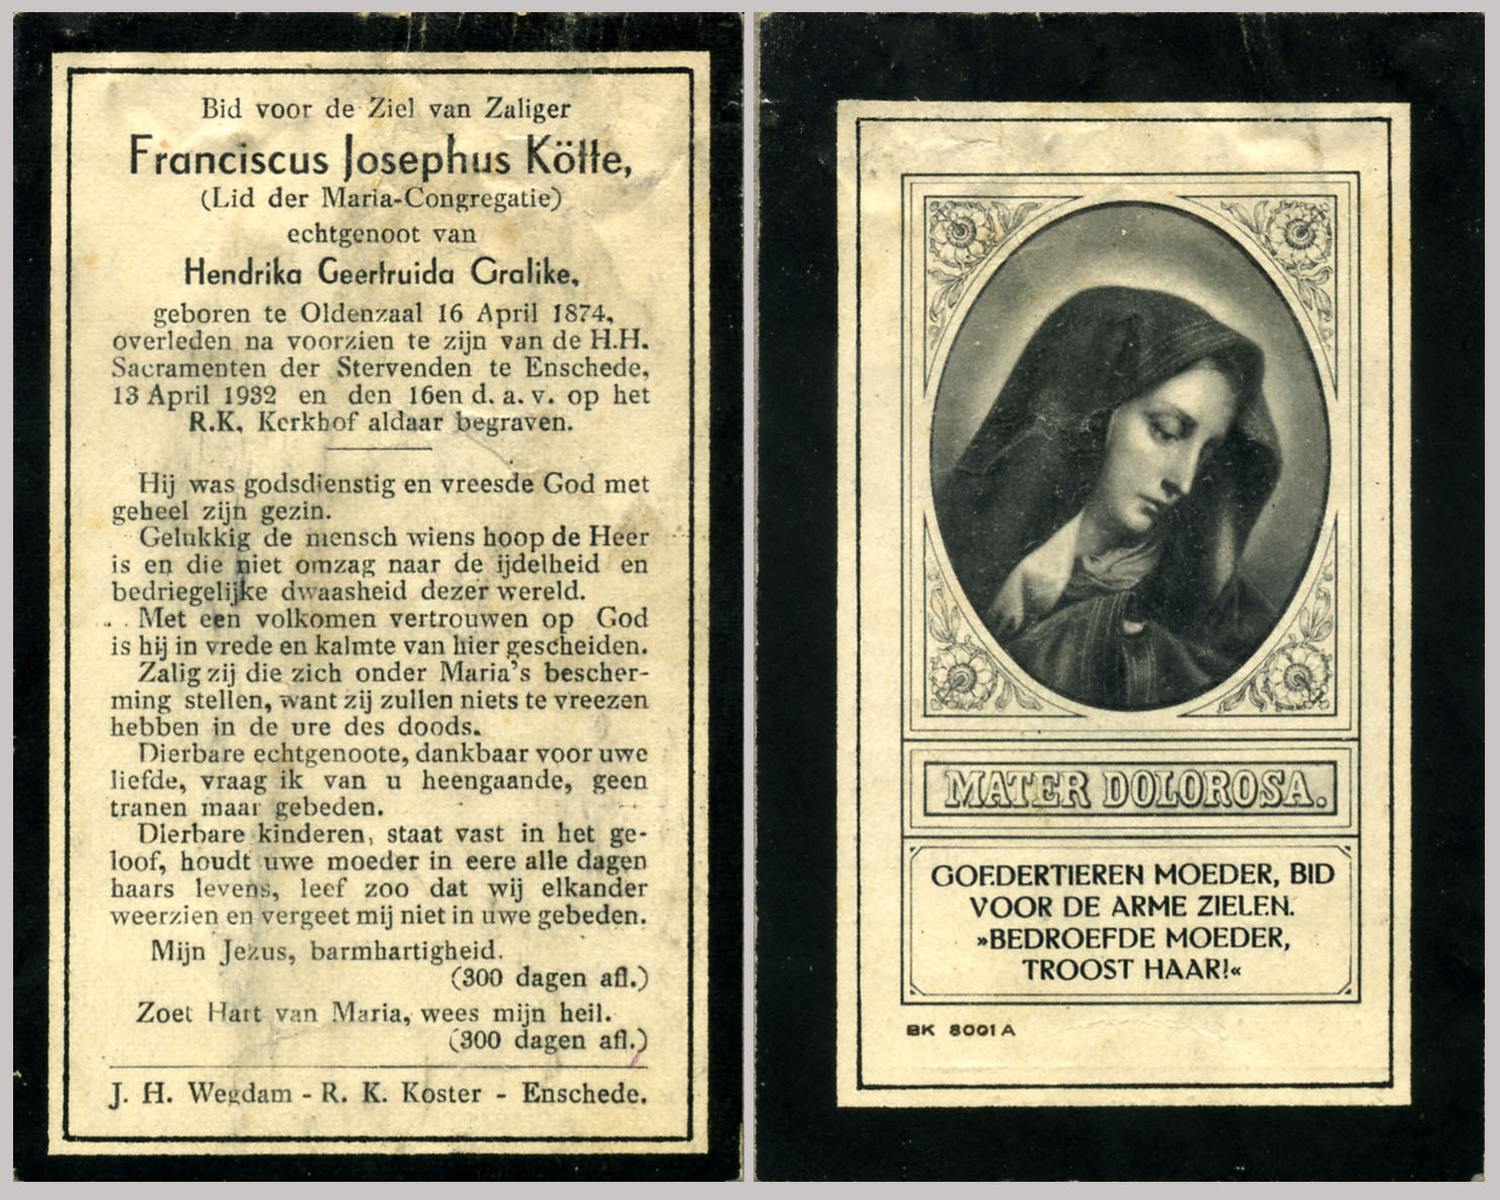 Bid voor de Ziel van Zaliger
Franciscus Josephus Kötte,
(Lid der Maria-Congregatie)
echtgenoot van
Hendrika Geertruida Gralike,
geboren te Oldenzaal 16 April 1874,
overleden na voorzien te zijn van de H.H.
Sacramenten der Stervenden te Enschede,
13 April 1932 en den 16en d. a. v. op het
R.K. Kerkhof aldaar begraven.
Hij was godsdienstig en vreesde God met
geheel zijn gezin.
Gelukkig de mensch wiens hoop de Heer
is en die niet omzag naar de ijdelheid en
bedriegelijke dwaasheid dezer wereld.
Met een volkomen vertrouwen op God
is hij in vrede en kalmte van hier gescheiden.
Zalig zij die zich onder Maria's bescher-
ming stellen, want zij zullen niets te vreezen
hebben in de ure des doods.
Dierbare echtgenoote, dankbaar voor uwe
liefde, vraag ik van u heengaande, geen
tranen maar gebeden.
Dierbare kinderen, staat vast in het ge-
loof, houdt uwe moeder in eere alle dagen
haars levens, leef zoo dat wij elkander
weerzien en vergeet mij niet in uwe gebeden.
Mijn Jezus, barmhartigheid.
(300 dagen afl.)
Zoet Hart van Maria, wees mijn heil.
(300 dagen afl.)
J. H. Wegdam - R. K. Koster - Enschede.
MATER DOLOROSA.
GOEDERTIEREN MOEDER, BID
VOOR DE ARME ZIELEN.
»BEDROEFDE MOEDER,
TROOST HAAR!«
BK 8001 A